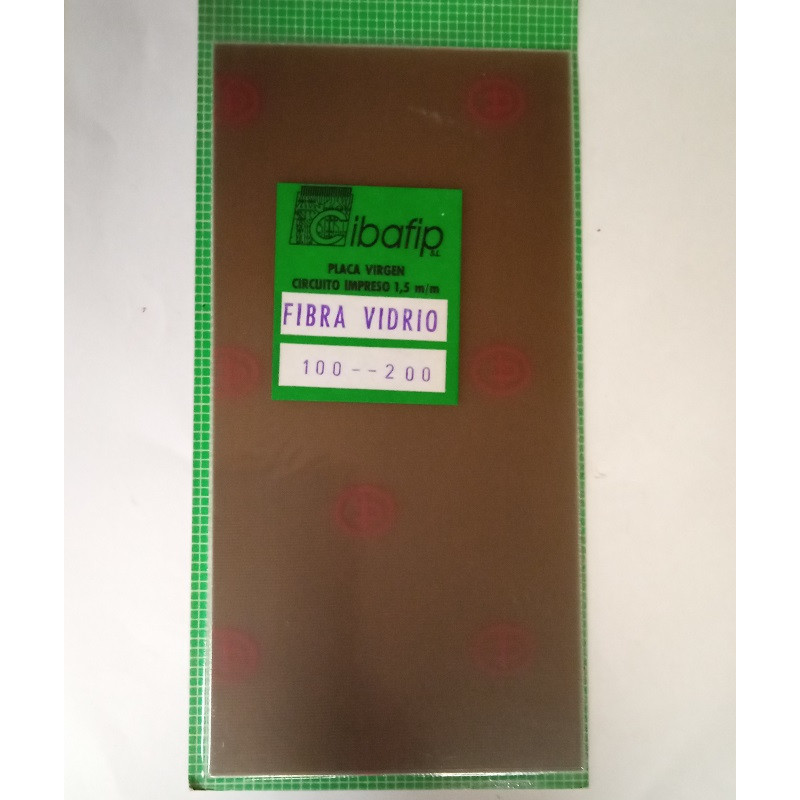 Cibafip
S.C.
PLACA VIRGEN
CIRCUITO IMPRESO 1,5 m/m
FIBRA VIDRIO
100--200